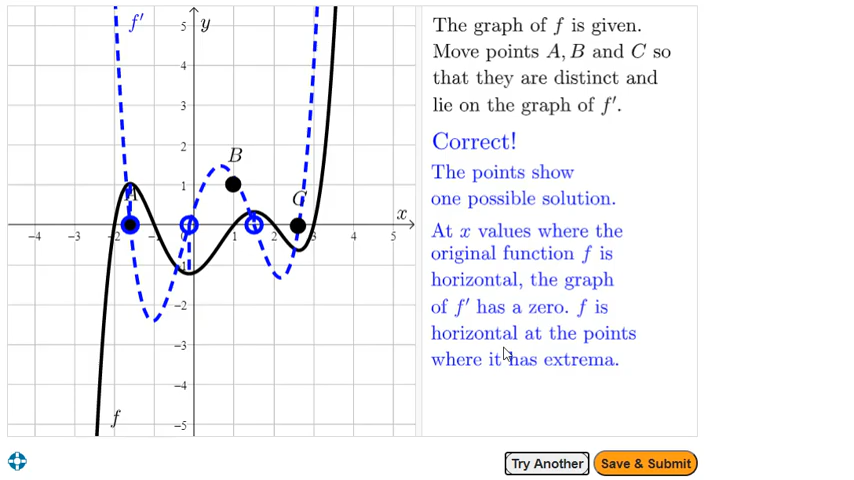 f′
y
5
4
3
2
1
B
A
C
x
-4
-3
-2
-1
1
2
3
4
5
-1
-2
-3
-4
-5
f
The graph of f is given.
Move points A, B and C so
that they are distinct and
lie on the graph of f′.
Correct!
The points show
one possible solution.
At x values where the
original function f is
horizontal, the graph
of f′ has a zero. f is
horizontal at the points
where it has extrema.
Try Another
Save & Submit